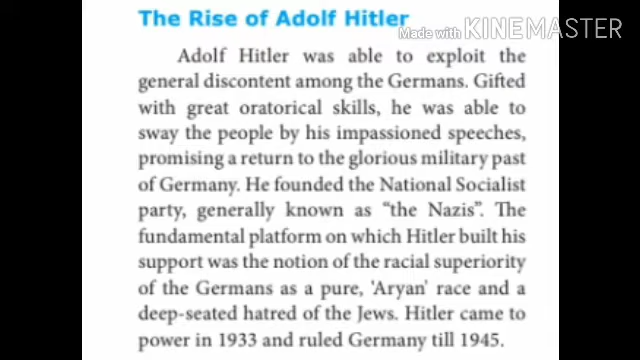 The Rise of Adolf Hitler
Made with KINEMASTER
Adolf Hitler was able to exploit the
general discontent among the Germans. Gifted
with great oratorical skills, he was able to
sway the people by his impassioned speeches,
promising a return to the glorious military past
of Germany. He founded the National Socialist
party, generally known as “the Nazis”. The
fundamental platform on which Hitler built his
support was the notion of the racial superiority
of the Germans as a pure, ‘Aryan’ race and a
deep-seated hatred of the Jews. Hitler came to
power in 1933 and ruled Germany till 1945.